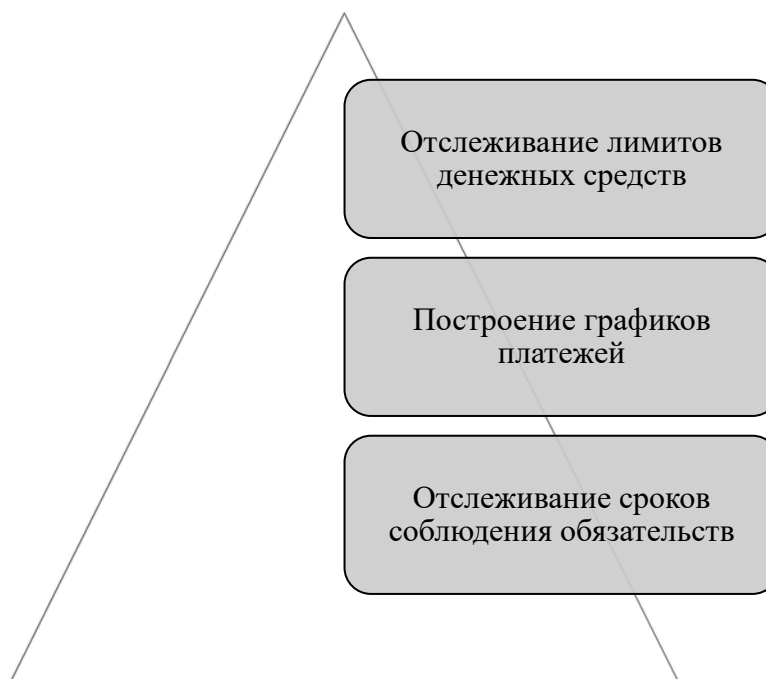 Отслеживание лимитов
денежных средств
Построение графиков
платежей
Отслеживание сроков
соблюдения обязательств